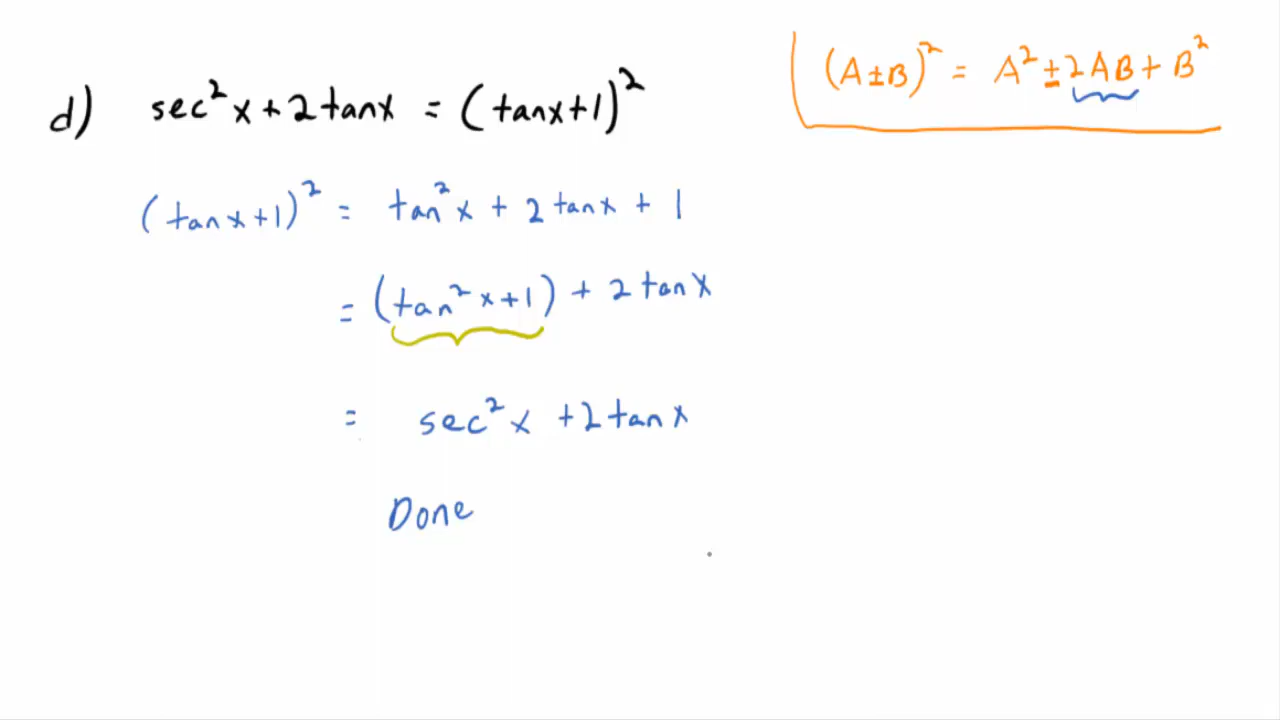 d) sec²x + 2tanx = (tanx+1)²
(A±B)² = A² ± 2AB + B²
(tanx+1)² = tan²x + 2tanx + 1
= (tan²x+1) + 2tanx
= sec²x + 2tanx
Done